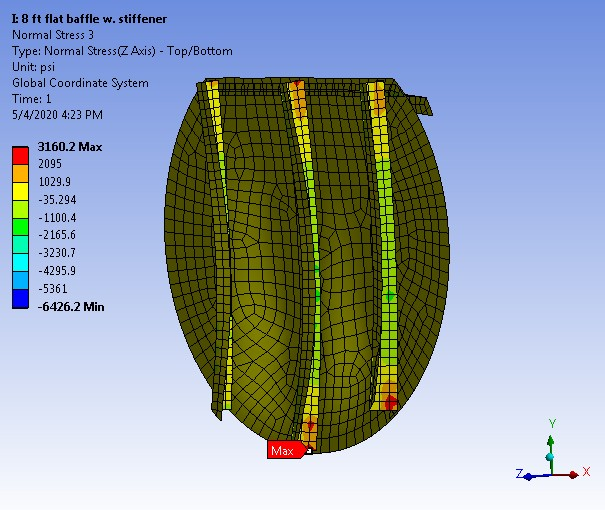 I: 8 ft flat baffle w. stiffener
Normal Stress 3
Type: Normal Stress(Z Axis) - Top/Bottom
Unit: psi
Global Coordinate System
Time: 1
5/4/2020 4:23 PM
3160.2 Max
2095
1029.9
-35.294
-1100.4
-2165.6
-3230.7
-4295.9
-5361
-6426.2 Min
Max
Y
Z
X